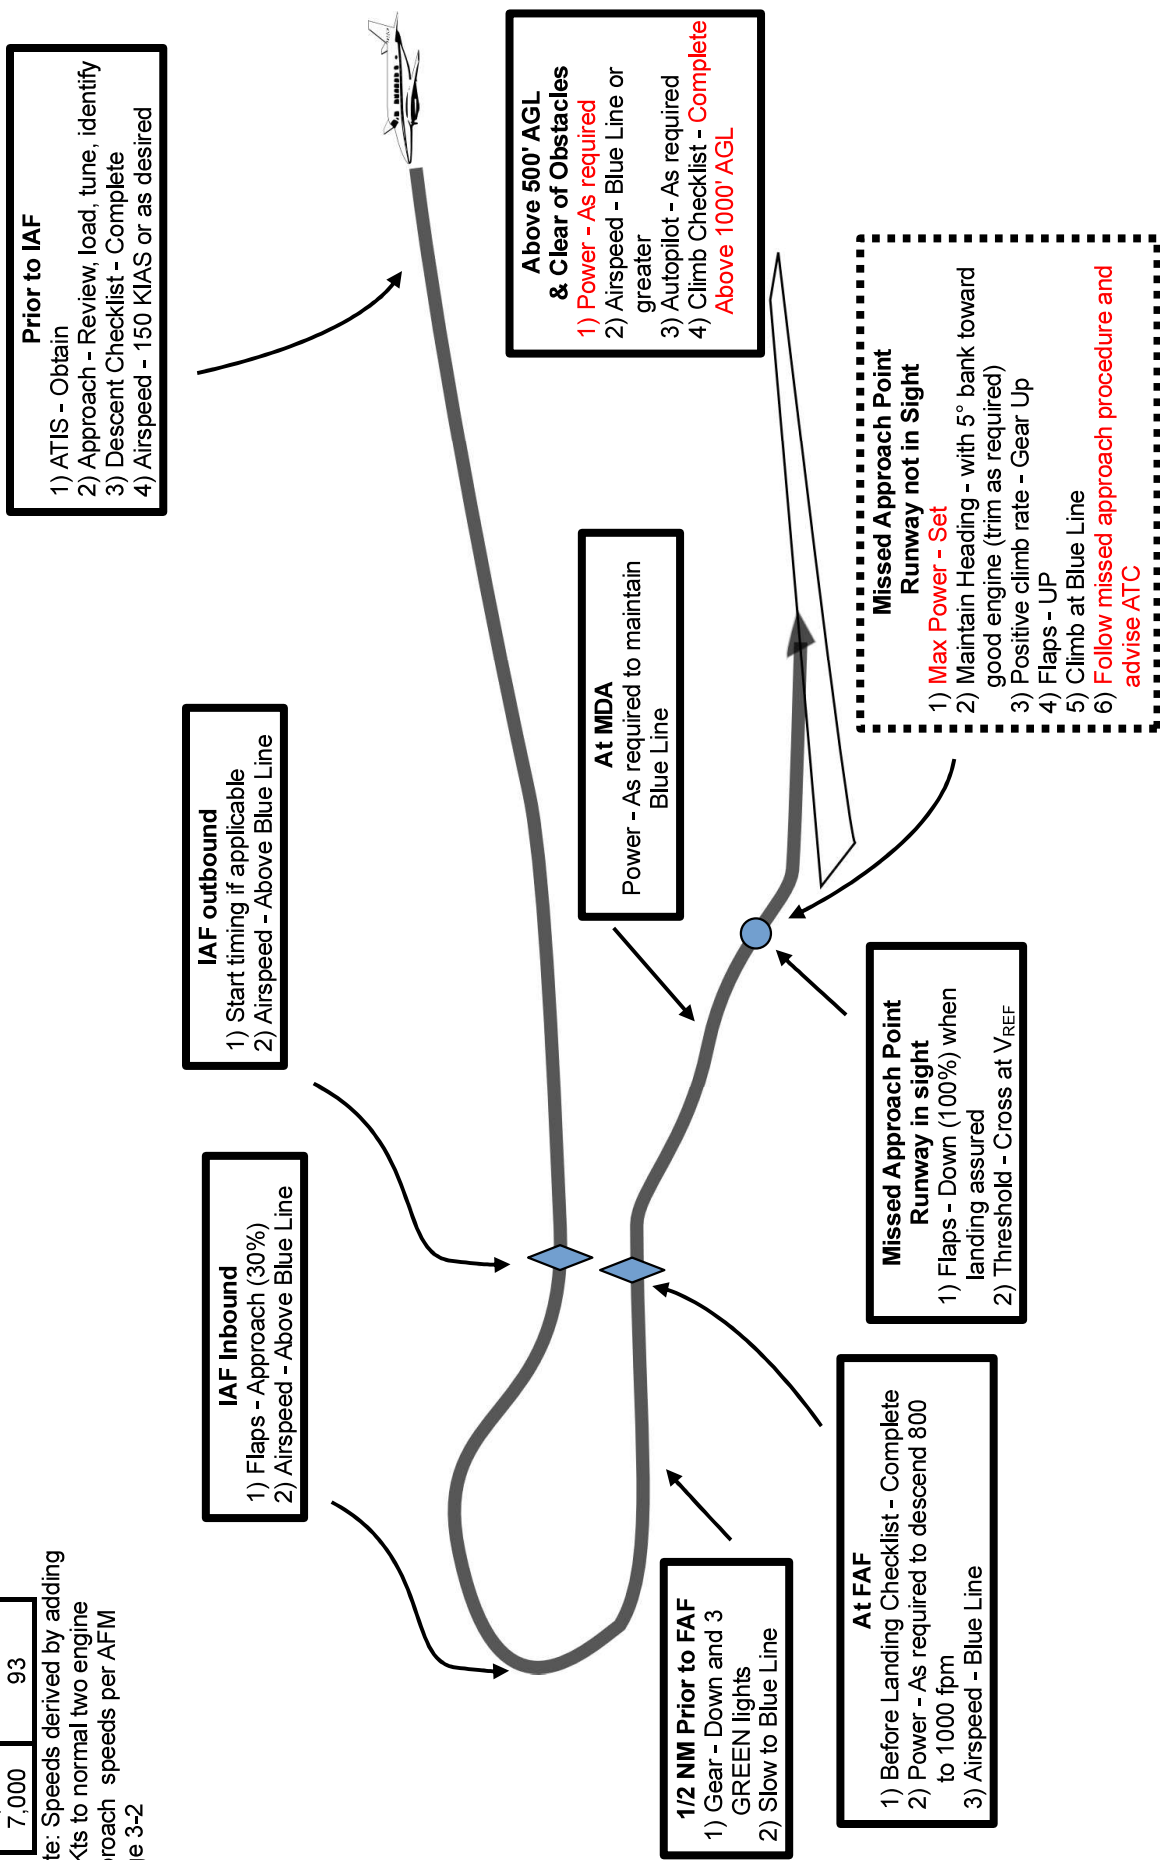 7,000 93
te: Speeds derived by adding
Kts to normal two engine
proach speeds per AFM
ge 3-2
Prior to IAF
1) ATIS - Obtain
2) Approach - Review, load, tune, identify
3) Descent Checklist - Complete
4) Airspeed - 150 KIAS or as desired
IAF outbound
1) Start timing if applicable
2) Airspeed - Above Blue Line
IAF Inbound
1) Flaps - Approach (30%)
2) Airspeed - Above Blue Line
1/2 NM Prior to FAF
1) Gear - Down and 3
GREEN lights
2) Slow to Blue Line
At FAF
1) Before Landing Checklist - Complete
2) Power - As required to descend 800
to 1000 fpm
3) Airspeed - Blue Line
At MDA
Power - As required to maintain
Blue Line
Missed Approach Point
Runway in sight
1) Flaps - Down (100%) when
landing assured
2) Threshold - Cross at VREF
Missed Approach Point
Runway not in Sight
1) Max Power - Set
2) Maintain Heading - with 5° bank toward
good engine (trim as required)
3) Positive climb rate - Gear Up
4) Flaps - UP
5) Climb at Blue Line
6) Follow missed approach procedure and
advise ATC
Above 500' AGL
& Clear of Obstacles
1) Power - As required
2) Airspeed - Blue Line or
greater
3) Autopilot - As required
4) Climb Checklist - Complete
Above 1000' AGL